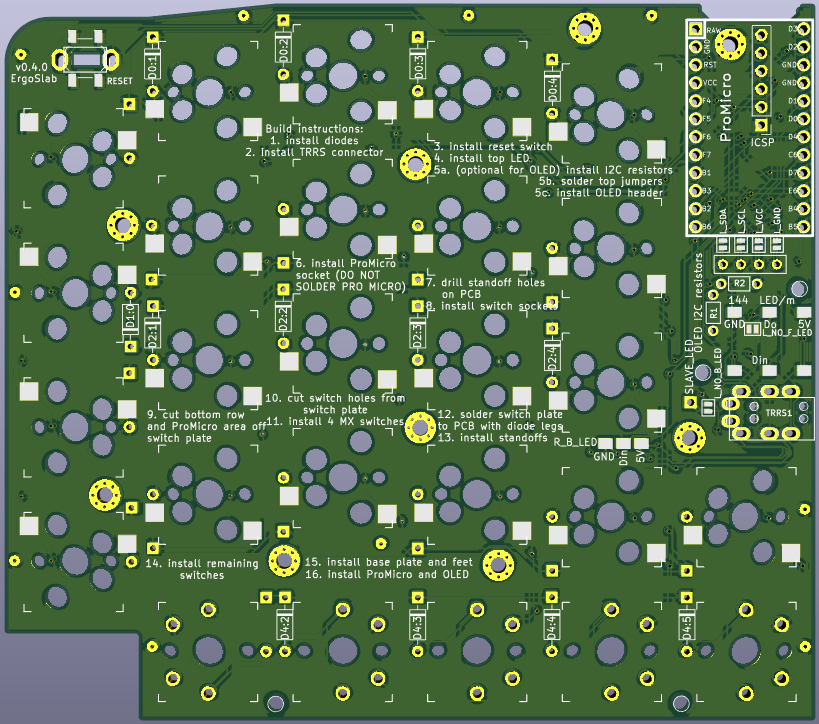 v0.4.0
ErgoSlab
RESET
D0:1
D0:2
D0:3
D0:4
RAW
GND
RST
VCC
F4
F5
F6
F7
B1
B3
B2
B6
ProMicro
ICSP
D3
D2
GND
GND
D1
D0
D4
C6
D7
E6
B4
B5
Build instructions:
1. install diodes
2. install TRRS connector
3. install reset switch
4. install top LED
5a. (optional for OLED) install I2C resistors
5b. solder top jumpers
5c. install OLED header
I_SDA
I_SCL
I_VCC
I_GND
6. install ProMicro
socket (DO NOT
SOLDER PRO MICRO)
7. drill standoff holes
on PCB
8. install switch sockets
OLED I2C resistors
R2
R1
144 LED/m
GND
Do
5V
I_NO_F_LED
Din
D1:0
D2:1
D2:2
D2:3
D2:4
SLAVE_LED
I_NO_B_LED
TRRS1
9. cut bottom row
and ProMicro area off
switch plate
10. cut switch holes from
switch plate
11. install 4 MX switches
12. solder switch plate
to PCB with diode legs
13. install standoffs
R_B_LED
GND
Din
5V
14. install remaining
switches
15. install base plate and feet
16. install ProMicro and OLED
D4:2
D4:3
D4:4
D4:5